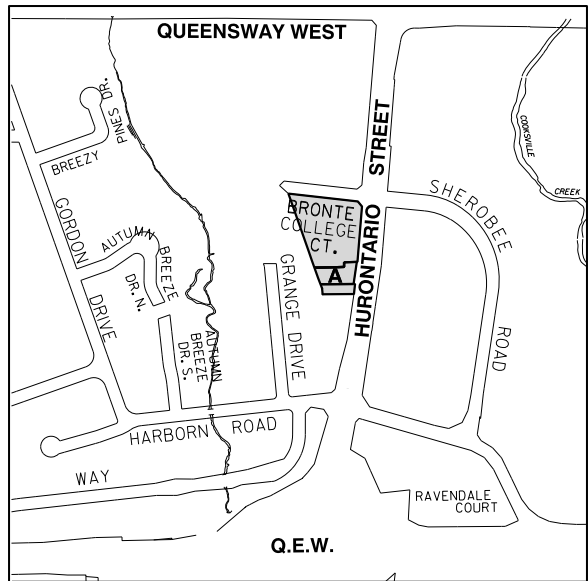 QUEENSWAY WEST
PINES DR.
BREEZY
GORDON
DRIVE
AUTUMN
BREEZE
DR. N.
AUTUMN
BREEZE
DR. S.
GRANGE DRIVE
BRONTE
COLLEGE
CT.
A
HURONTARIO STREET
SHEROBEE
ROAD
COOKSVILLE
CREEK
HARBORN ROAD
WAY
RAVENDALE
COURT
Q.E.W.